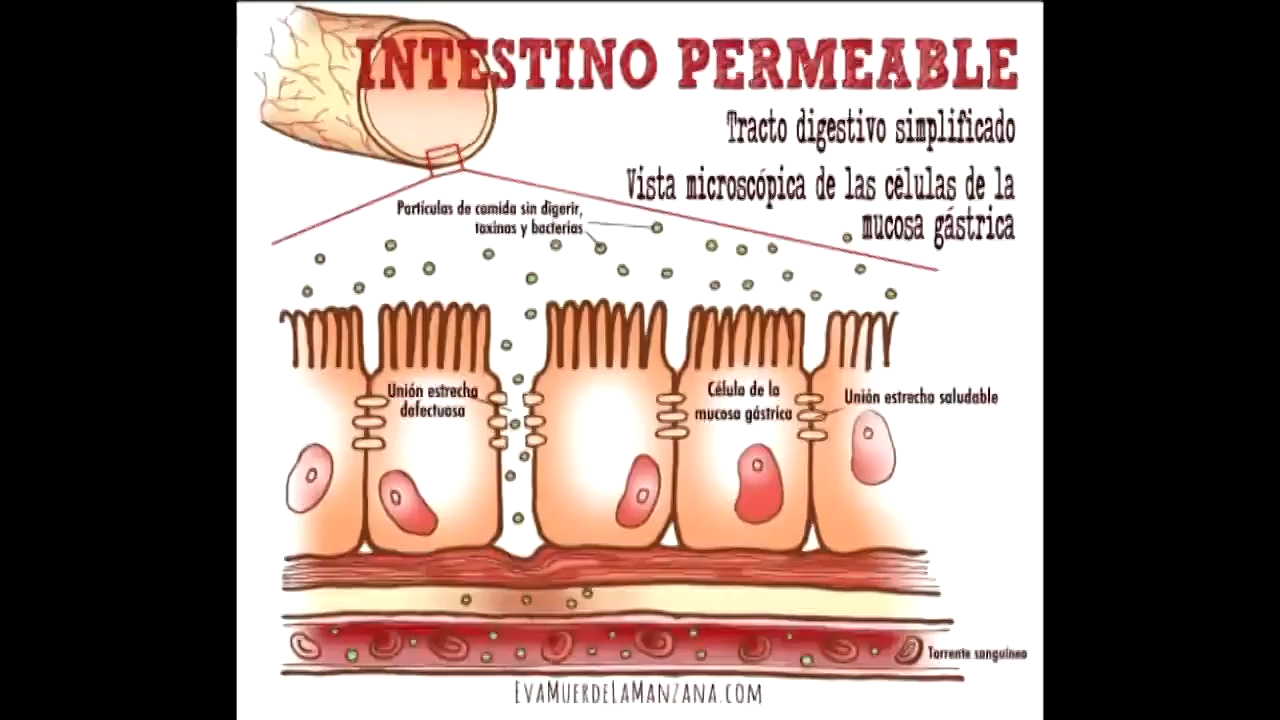 INTESTINO PERMEABLE
Tracto digestivo simplificado
Vista microscópica de las células de la
mucosa gástrica
Partículas de comida sin digerir,
toxinas y bacterias
Unión estrecha
defectuosa
Célula de la
mucosa gástrica
Unión estrecha saludable
Torrente sanguíneo
EVAMUERDELAMANZANA.COM